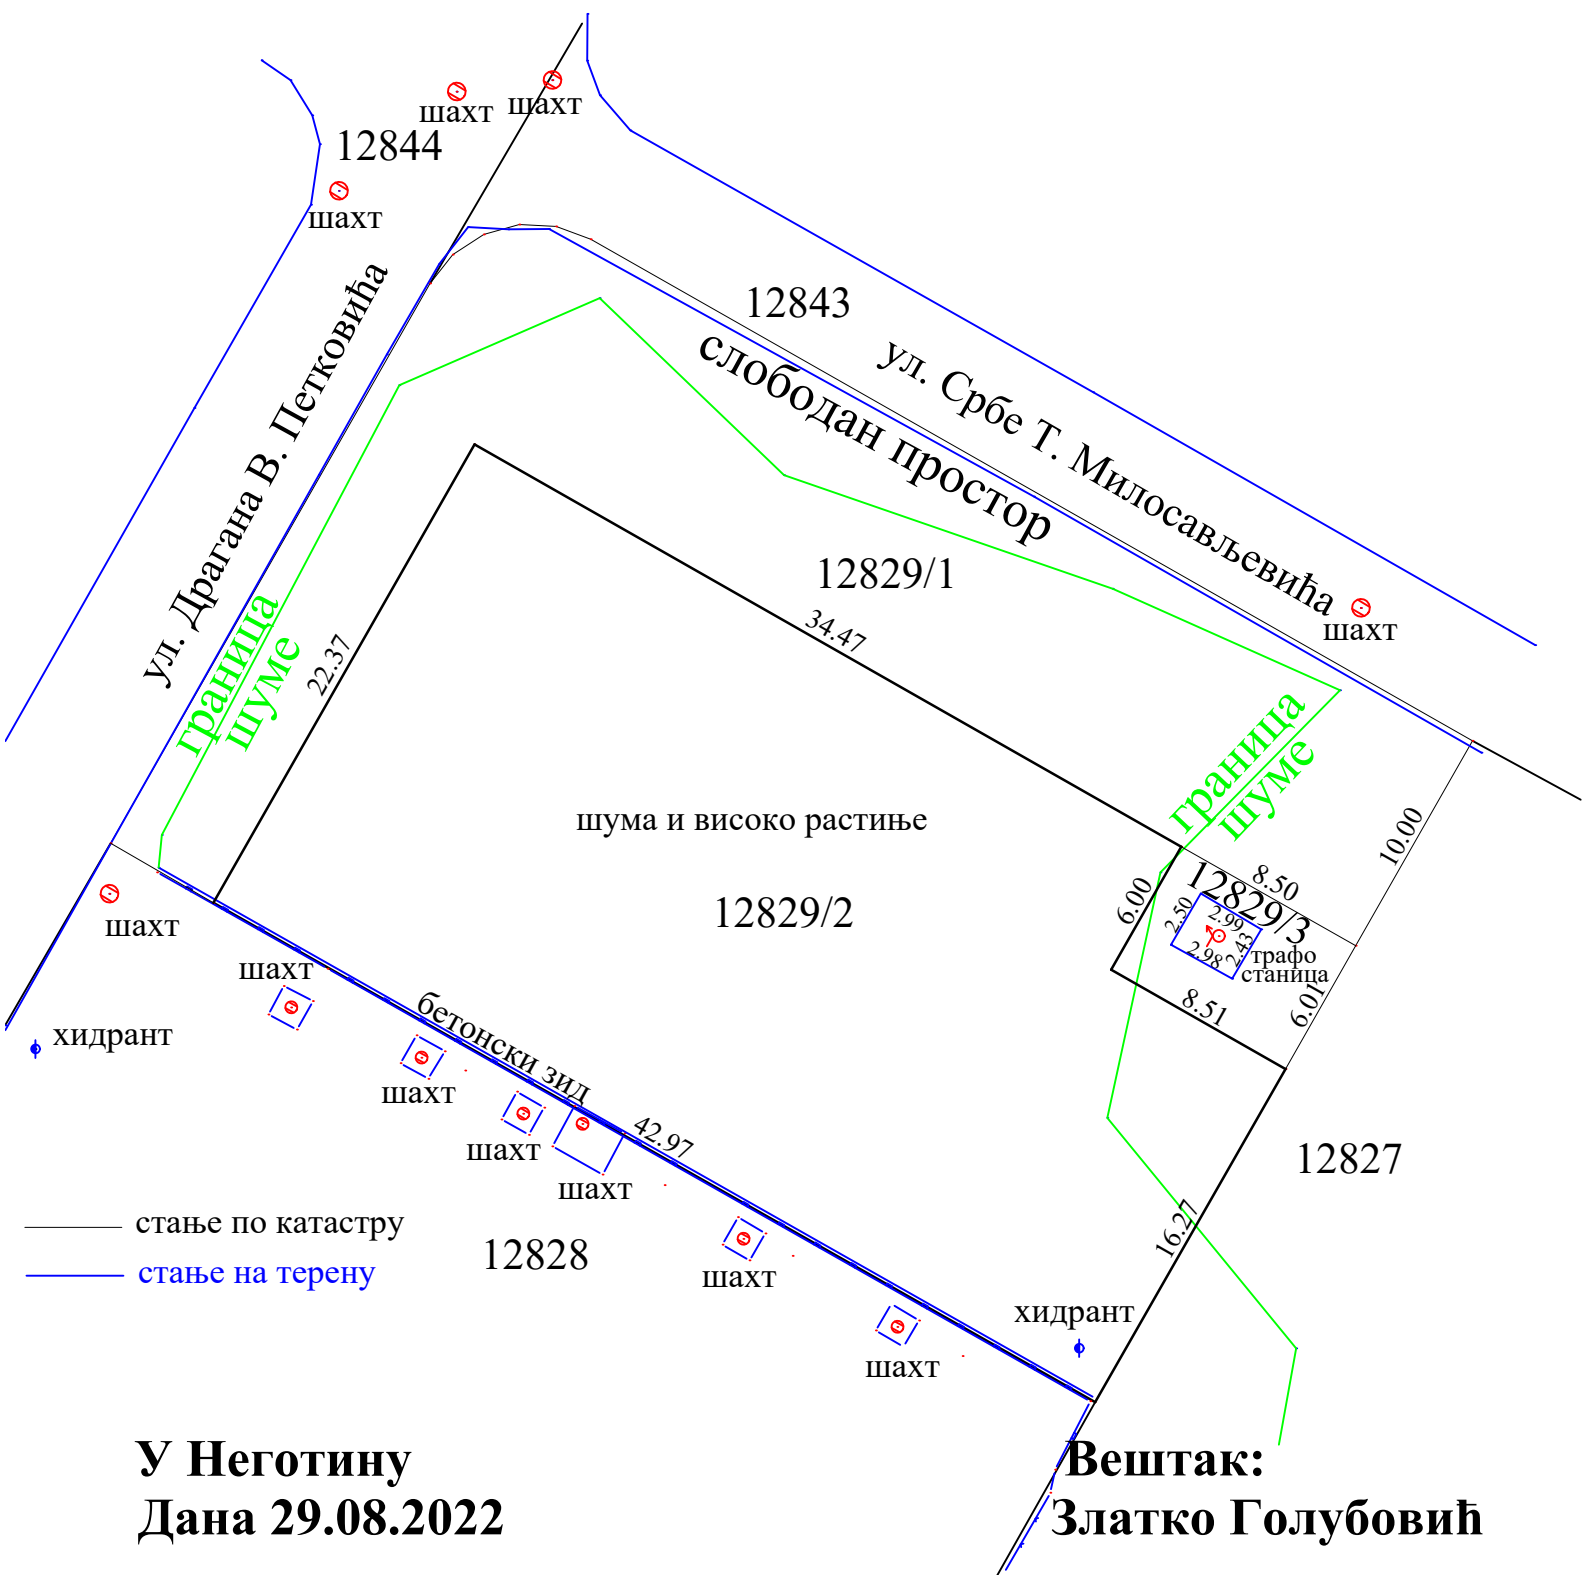 шахт
шахт
12844
шахт
12843
ул. Драгана В. Петковића
слободан простор
ул. Србе Т. Милосављевића
12829/1
34.47
22.37
шахт
граница
шуме
граница
шуме
шума и високо растиње
10.00
8.50
12829/3
6.00
2.50
2.99
2.43
2.98
трафо
станица
12829/2
шахт
шахт
8.51
6.01
хидрант
бетонски зид
шахт
шахт
42.97
шахт
12827
16.27
стање по катастру
стање на терену
12828
шахт
хидрант
шахт
У Неготину
Дана 29.08.2022
Вештак:
Златко Голубовић